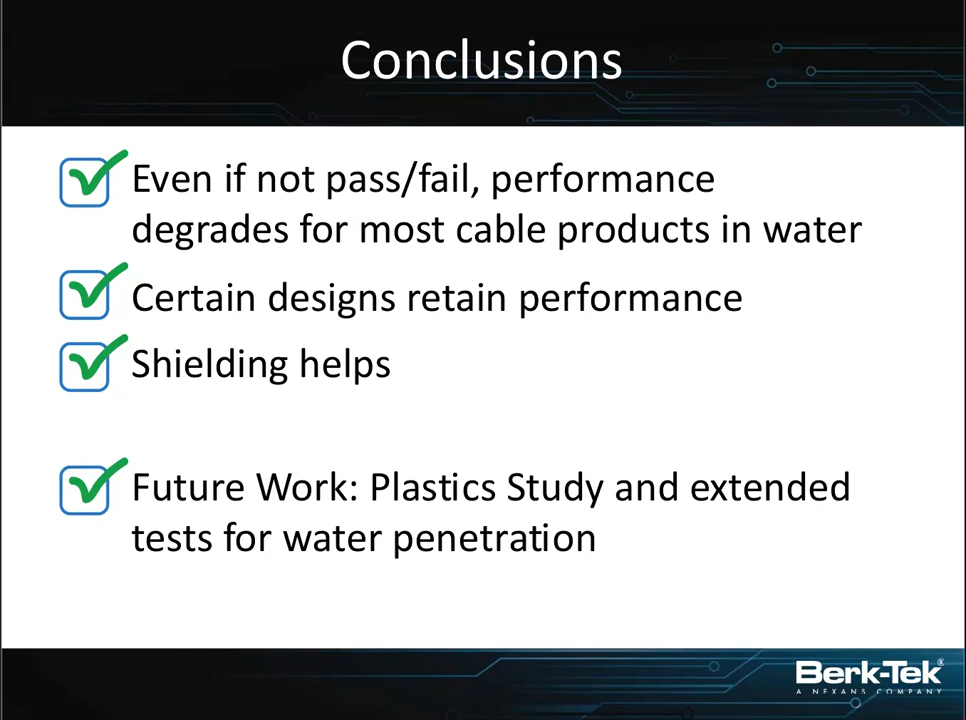 Conclusions
Even if not pass/fail, performance
degrades for most cable products in water
Certain designs retain performance
Shielding helps
Future Work: Plastics Study and extended
tests for water penetration
Berk-Tek®
A NEXANS COMPANY